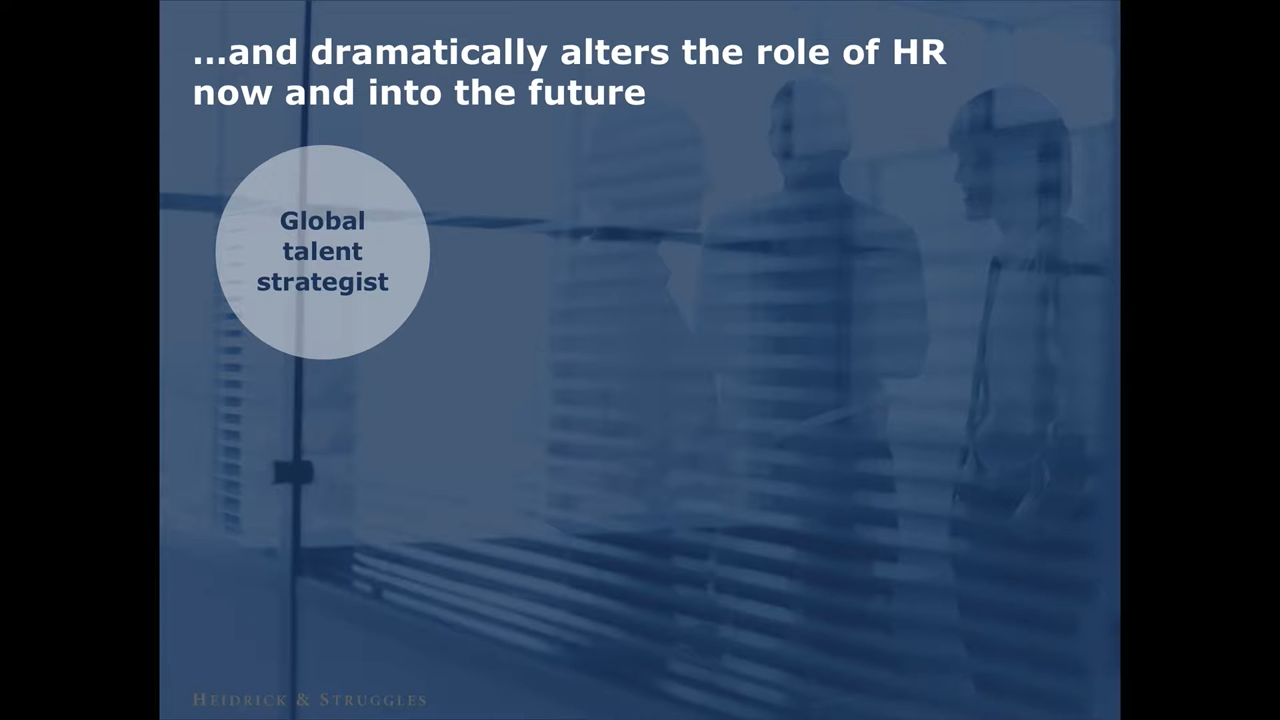 ...and dramatically alters the role of HR
now and into the future
Global
talent
strategist
HEIDRICK & STRUGGLES